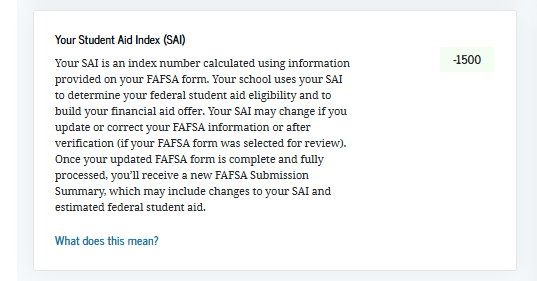 Your Student Aid Index (SAI)
-1500
Your SAI is an index number calculated using information
provided on your FAFSA form. Your school uses your SAI
to determine your federal student aid eligibility and to
build your financial aid offer. Your SAI may change if you
update or correct your FAFSA information or after
verification (if your FAFSA form was selected for review).
Once your updated FAFSA form is complete and fully
processed, you'll receive a new FAFSA Submission
Summary, which may include changes to your SAI and
estimated federal student aid.
What does this mean?